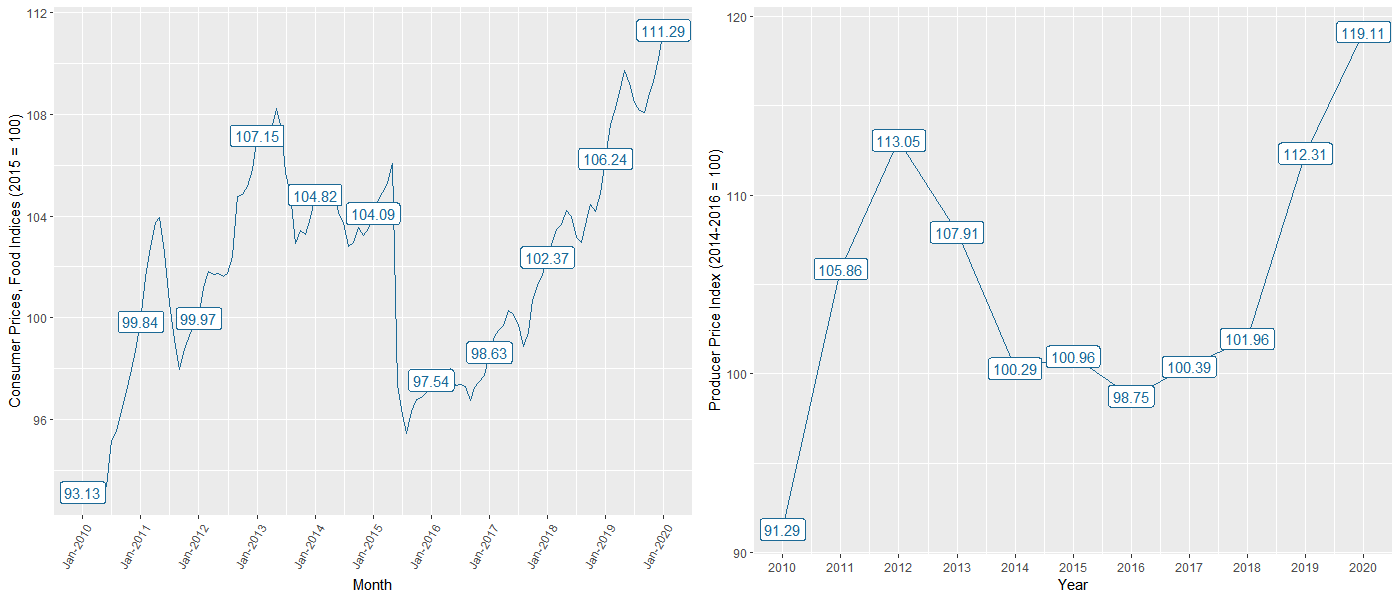 Consumer Prices, Food Indices (2015 = 100)
112
108
104
100
96
93.13
99.84
99.97
107.15
104.82
104.09
97.54
98.63
102.37
106.24
111.29
Jan-2010
Jan-2011
Jan-2012
Jan-2013
Jan-2014
Jan-2015
Jan-2016
Jan-2017
Jan-2018
Jan-2019
Jan-2020
Month
Producer Price Index (2014-2016 = 100)
120
110
100
90
91.29
105.86
113.05
107.91
100.29
100.96
98.75
100.39
101.96
112.31
119.11
2010
2011
2012
2013
2014
2015
2016
2017
2018
2019
2020
Year